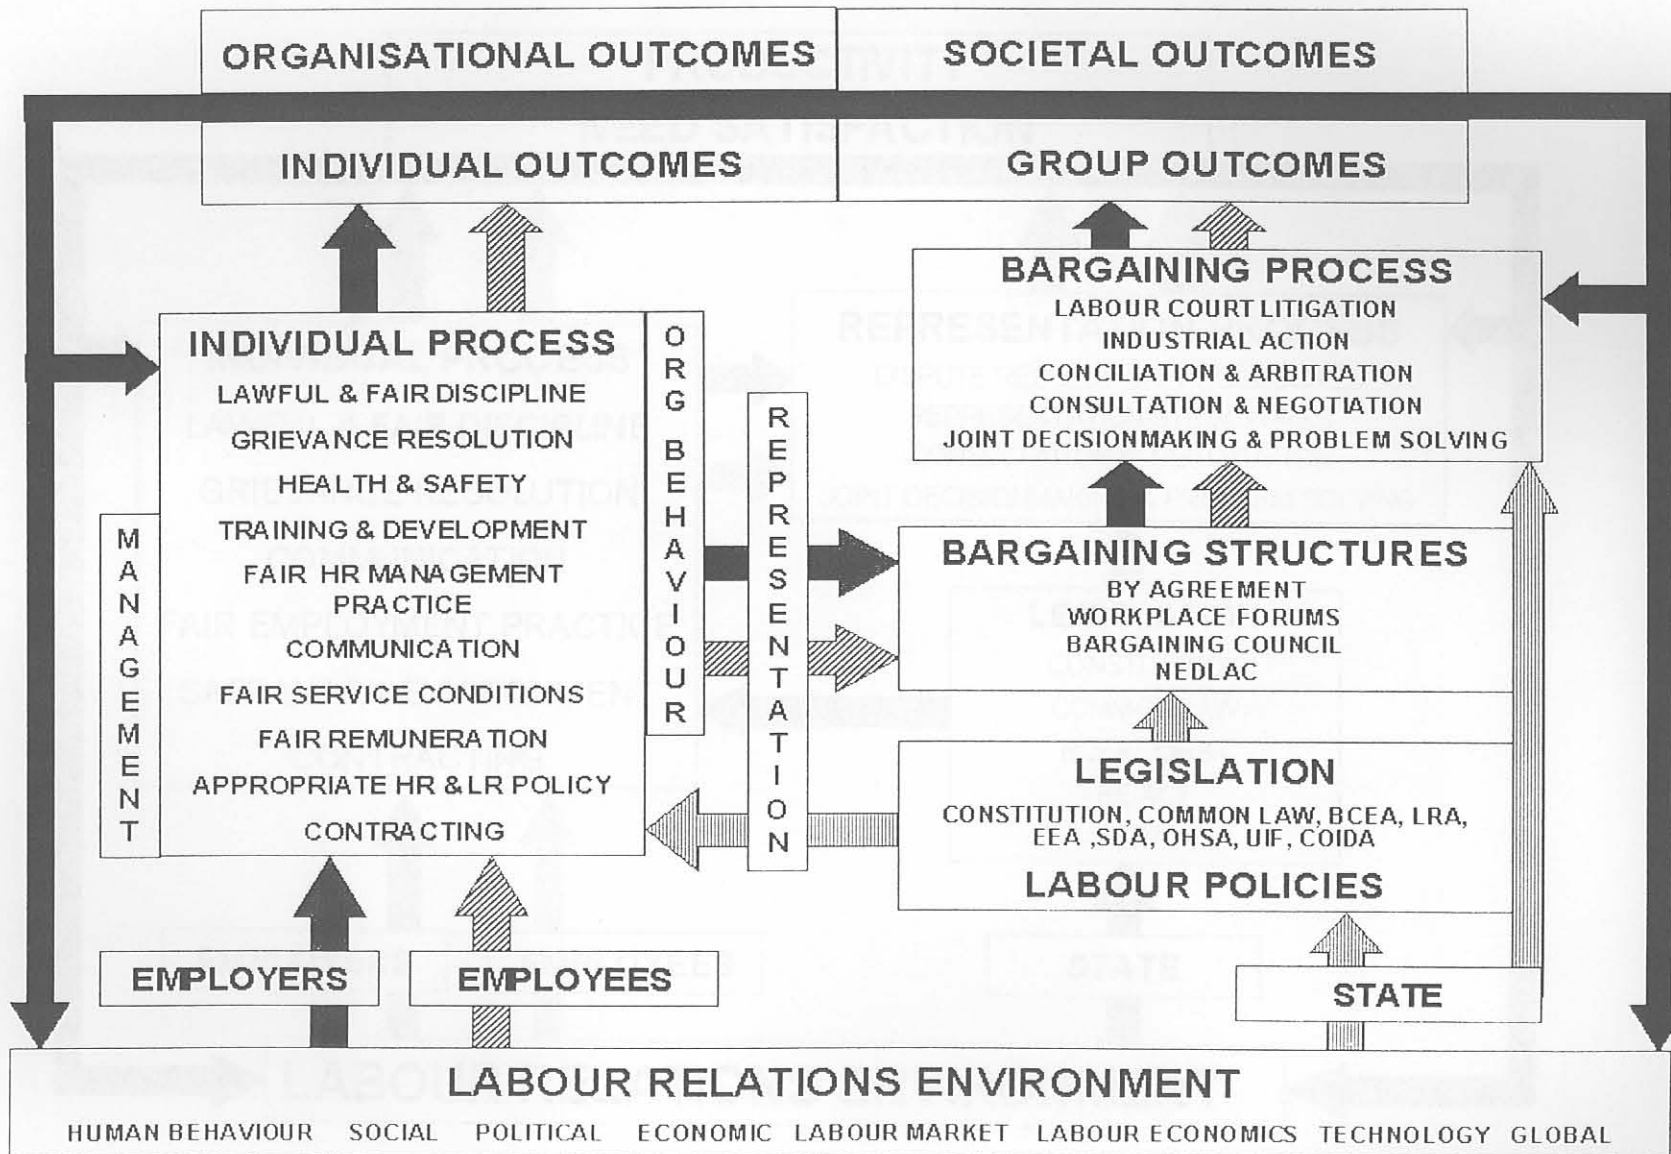 ORGANISATIONAL OUTCOMES
SOCIETAL OUTCOMES
INDIVIDUAL OUTCOMES
GROUP OUTCOMES
BARGAINING PROCESS
LABOUR COURT LITIGATION
INDUSTRIAL ACTION
CONCILIATION & ARBITRATION
CONSULTATION & NEGOTIATION
JOINT DECISIONMAKING & PROBLEM SOLVING
INDIVIDUAL PROCESS
LAWFUL & FAIR DISCIPLINE
GRIEVANCE RESOLUTION
HEALTH & SAFETY
TRAINING & DEVELOPMENT
FAIR HR MANAGEMENT
PRACTICE
COMMUNICATION
FAIR SERVICE CONDITIONS
FAIR REMUNERATION
APPROPRIATE HR & LR POLICY
CONTRACTING
MANAGEMENT
ORG BEHAVIOUR
REPRESENTATION
BARGAINING STRUCTURES
BY AGREEMENT
WORKPLACE FORUMS
BARGAINING COUNCIL
NEDLAC
LEGISLATION
CONSTITUTION, COMMON LAW, BCEA, LRA,
EEA ,SDA, OHSA, UIF, COIDA
LABOUR POLICIES
EMPLOYERS
EMPLOYEES
STATE
LABOUR RELATIONS ENVIRONMENT
HUMAN BEHAVIOUR SOCIAL POLITICAL ECONOMIC LABOUR MARKET LABOUR ECONOMICS TECHNOLOGY GLOBAL